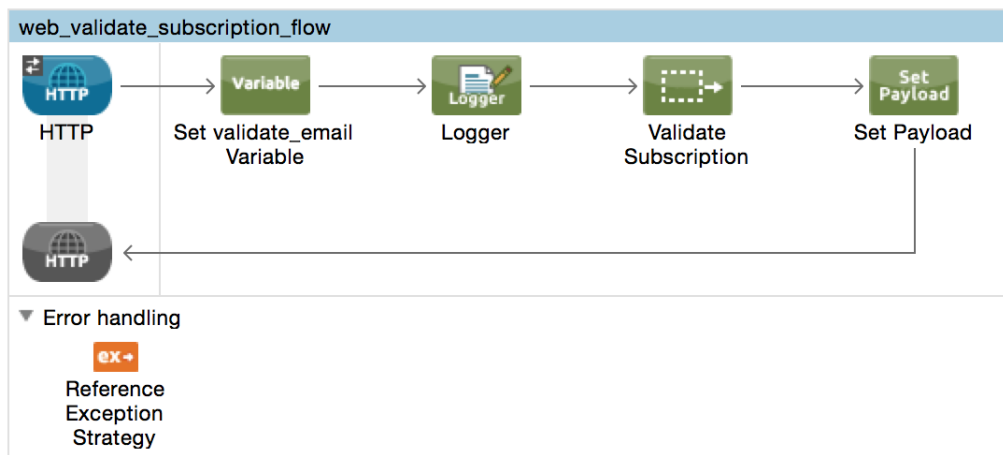 web_validate_subscription_flow
HTTP
Variable
Logger
Set
Payload
HTTP
Set validate_email
Variable
Logger
Validate
Subscription
Set Payload
HTTP
Error handling
ex
Reference
Exception
Strategy